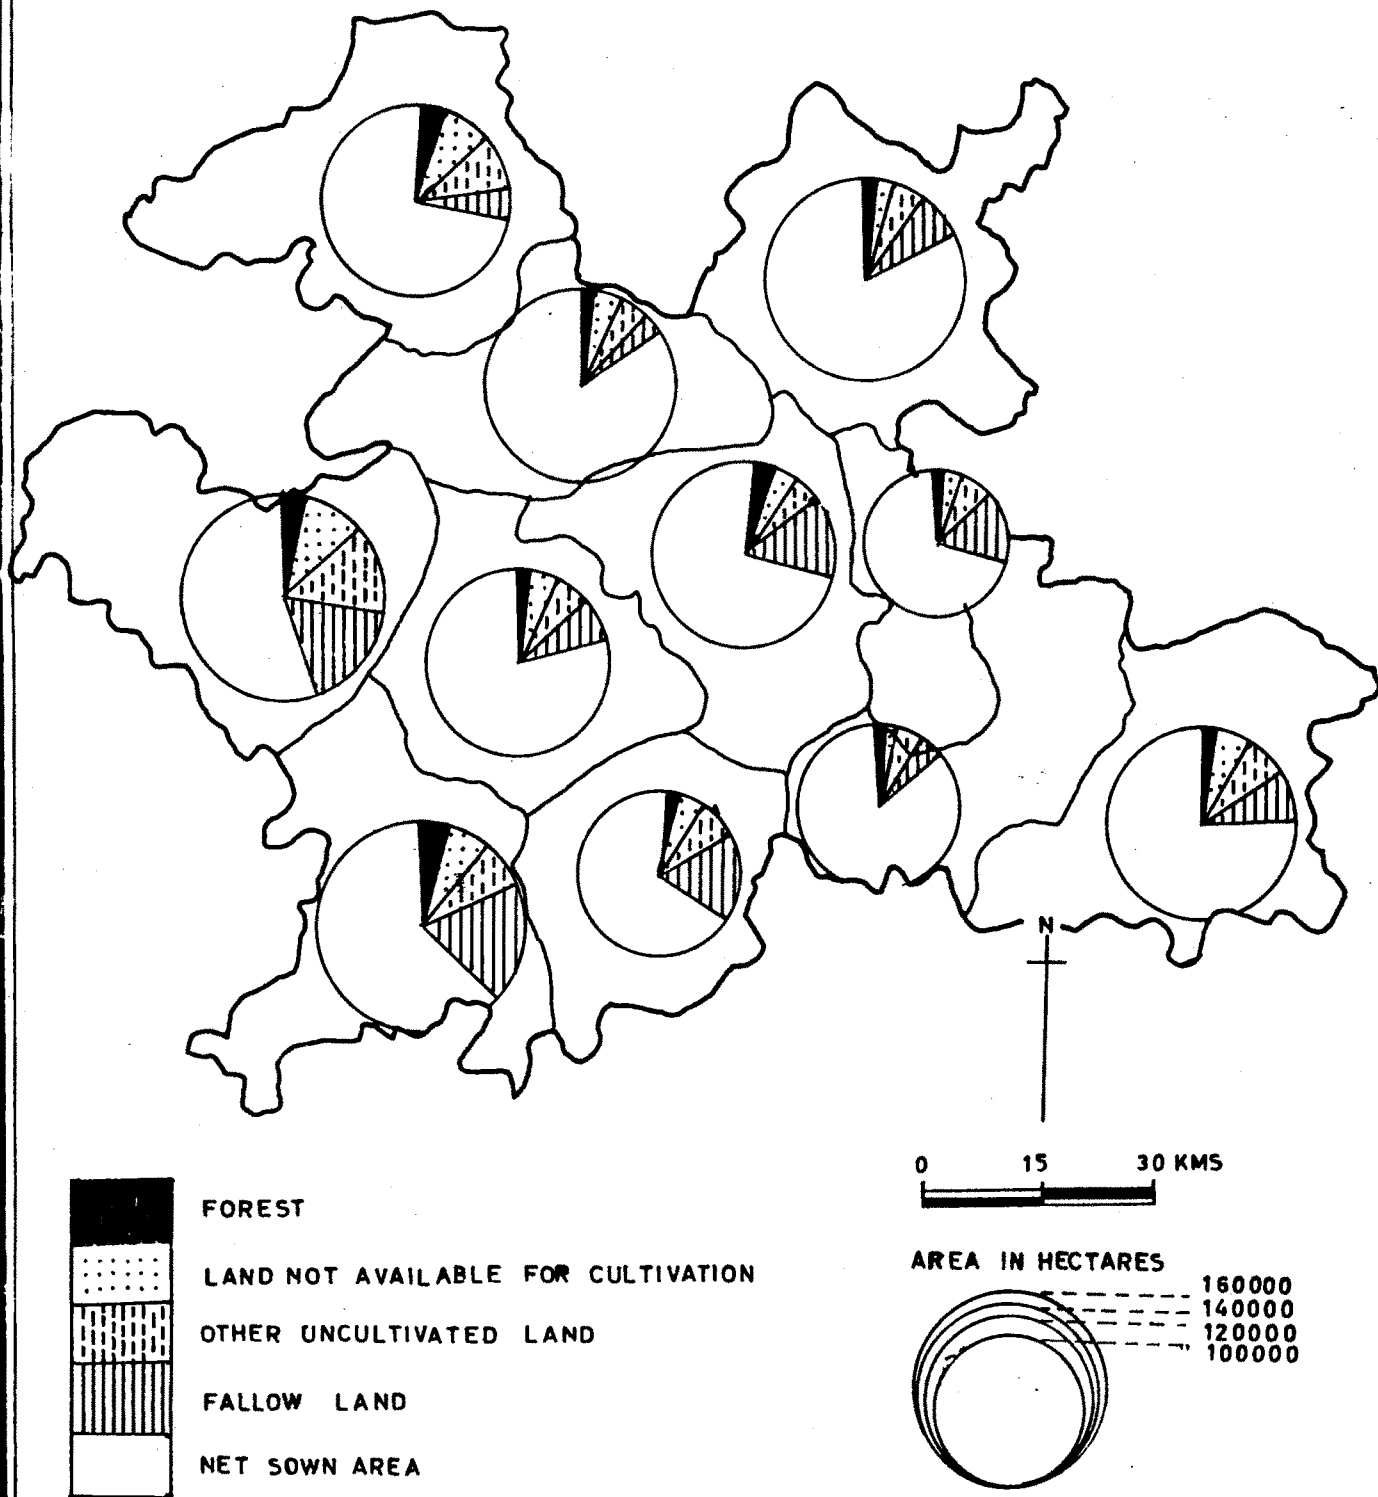 N
0 15 30 KMS
FOREST
LAND NOT AVAILABLE FOR CULTIVATION
OTHER UNCULTIVATED LAND
FALLOW LAND
NET SOWN AREA
AREA IN HECTARES
160000
140000
120000
100000